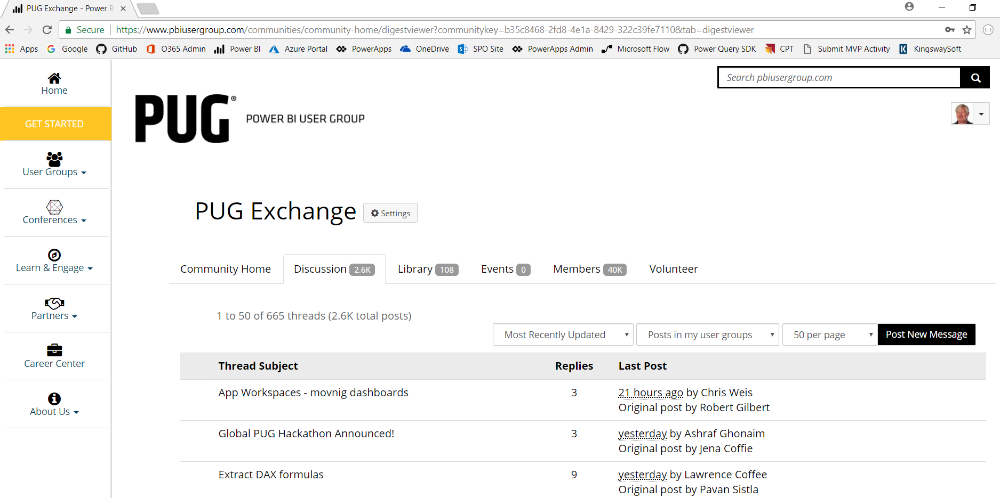 PUG Exchange - Power B
Secure https://www.pbiusergroup.com/communities/community-home/digestviewer?communitykey=b35c8468-2fd8-4e1a-8429-322c39fe7110&tab=digestviewer
Apps Google GitHub O365 Admin Power BI Azure Portal PowerApps OneDrive SPO Site PowerApps Admin Microsoft Flow Power Query SDK CPT Submit MVP Activity KingswaySoft
Home
GET STARTED
User Groups
Conferences
Learn & Engage
Partners
Career Center
About Us
Search pbiusergroup.com
PUG® POWER BI USER GROUP
PUG Exchange Settings
Community Home Discussion 2.6K Library 108 Events 0 Members 40K Volunteer
1 to 50 of 665 threads (2.6K total posts)
Most Recently Updated Posts in my user groups 50 per page Post New Message
Thread Subject Replies Last Post
App Workspaces - movnig dashboards 3 21 hours ago by Chris Weis
Original post by Robert Gilbert
Global PUG Hackathon Announced! 3 yesterday by Ashraf Ghonaim
Original post by Jena Coffie
Extract DAX formulas 9 yesterday by Lawrence Coffee
Original post by Pavan Sistla